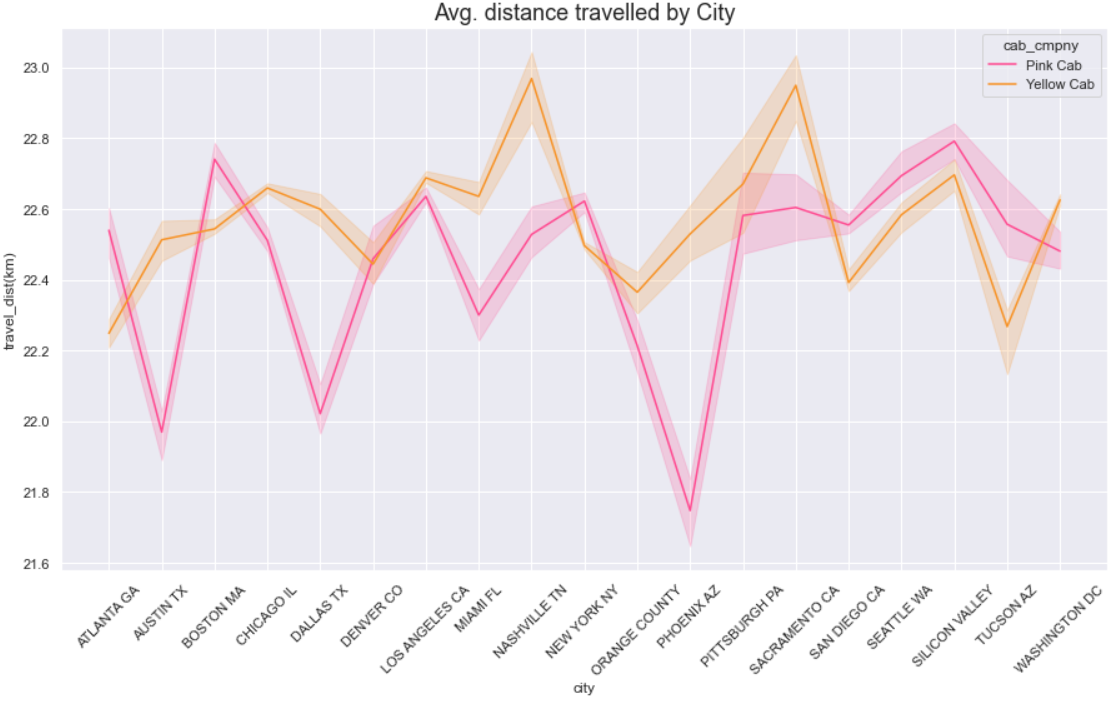 Avg. distance travelled by City
cab_cmpny
Pink Cab
Yellow Cab
travel_dist(km)
23.0
22.8
22.6
22.4
22.2
22.0
21.8
21.6
ATLANTA GA
AUSTIN TX
BOSTON MA
CHICAGO IL
DALLAS TX
DENVER CO
LOS ANGELES CA
MIAMI FL
NASHVILLE TN
NEW YORK NY
ORANGE COUNTY
PHOENIX AZ
PITTSBURGH PA
SACRAMENTO CA
SAN DIEGO CA
SEATTLE WA
SILICON VALLEY
TUCSON AZ
WASHINGTON DC
city